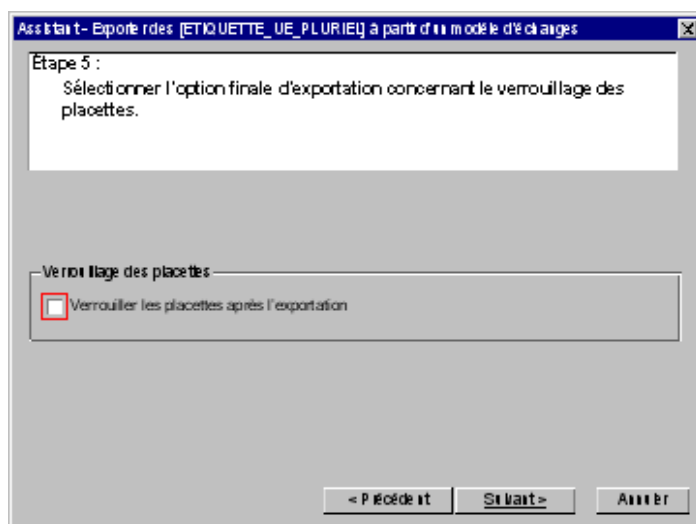 Assistant - Exporter des [ETIQUETTE_UE_PLURIEL] à partir d'un modèle d'échanges
Étape 5 :
Sélectionner l'option finale d'exportation concernant le verrouillage des
placettes.
Verrouillage des placettes
Verrouiller les placettes après l'exportation
< Précédent Suivant > Annuler